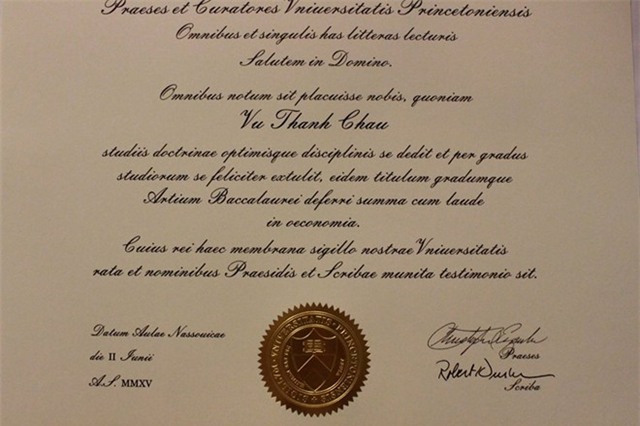 Praeses et Curatores Vniuersitatis Princetoniensis
Omnibus et singulis has litteras lecturis
Salutem in Domino.
Omnibus notum sit placuisse nobis, quoniam
Vu Thanh Chau
studiis doctrinae optimisque disciplinis se dedit et per gradus
studiorum se feliciter extulit, eidem titulum gradumque
Artium Baccalaurei deferri summa cum laude
in oeconomia.
Cuius rei haec membrana sigillo nostrae Vniuersitatis
rata et nominibus Praesidis et Scribae munita testimonio sit.
Datum Aulae Nassouicae
die II Iunii
A.S. MMXV
Praeses
Scriba